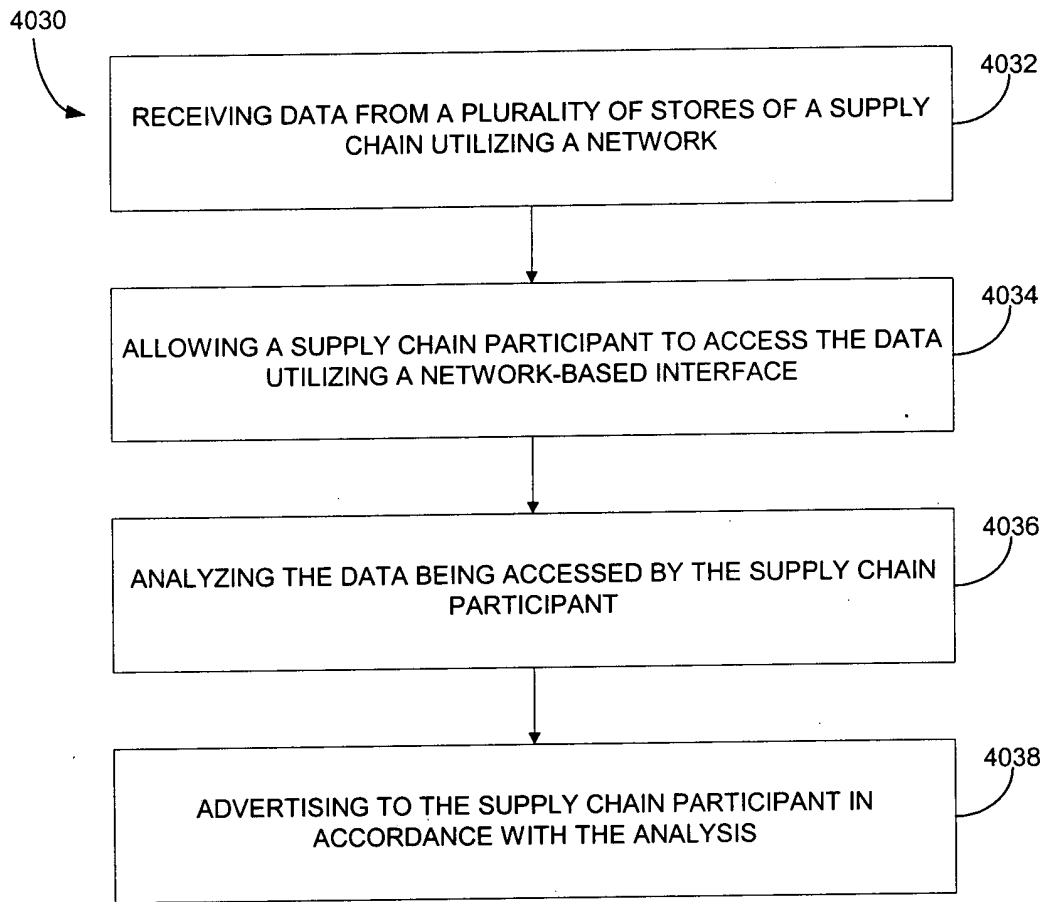 4030
4032
RECEIVING DATA FROM A PLURALITY OF STORES OF A SUPPLY
CHAIN UTILIZING A NETWORK
4034
ALLOWING A SUPPLY CHAIN PARTICIPANT TO ACCESS THE DATA
UTILIZING A NETWORK-BASED INTERFACE
4036
ANALYZING THE DATA BEING ACCESSED BY THE SUPPLY CHAIN
PARTICIPANT
4038
ADVERTISING TO THE SUPPLY CHAIN PARTICIPANT IN
ACCORDANCE WITH THE ANALYSIS